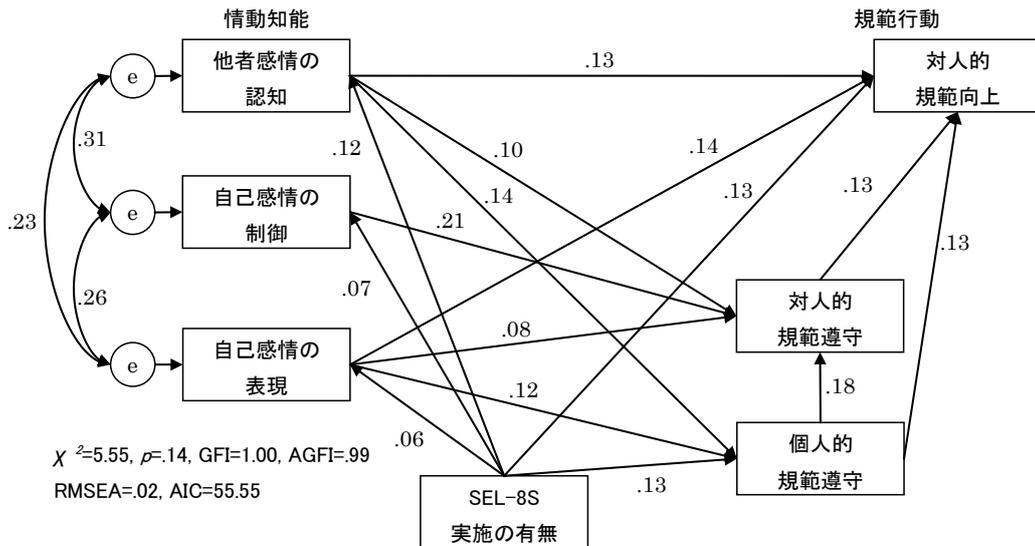 情動知能
規範行動
他者感情の
認知
e
.13
対人的
規範向上
.31
.12
.10
.14
.14
.13
.13
.23
e
自己感情の
制御
.21
.13
.26
.07
対人的
規範遵守
.08
e
自己感情の
表現
.12
.18
.06
個人的
規範遵守
χ ²=5.55, p=.14, GFI=1.00, AGFI=.99
RMSEA=.02, AIC=55.55
.13
SEL-8S
実施の有無